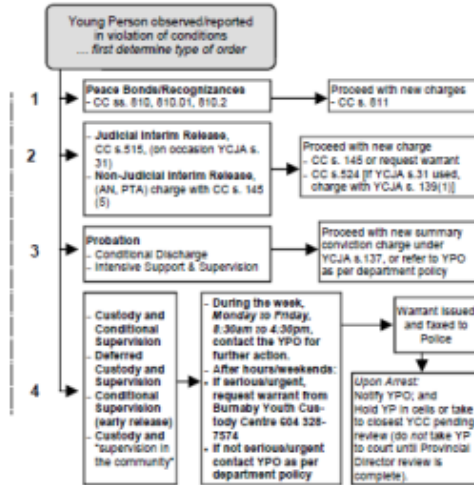 Young Person observed/reported
in violation of conditions
.... first determine type of order
1
Peace Bonds/Recognizances
- CC ss. 810, 810.01, 810.2
Proceed with new charges
- CC s. 811
2
- Judicial Interim Release,
CC s.515, (on occasion YCJA s.
31)
- Non-Judicial Interim Release,
(AN, PTA) charge with CC s. 145
(5)
Proceed with new charge
- CC s. 145 or request warrant
- CC s.524 [if YCJA s.31 used,
charge with YCJA s. 139(1)]
3
Probation
- Conditional Discharge
- Intensive Support & Supervision
Proceed with new summary
conviction charge under
YCJA s.137, or refer to YPO
as per department policy
4
- Custody and
Conditional
Supervision
- Deferred
Custody and
Supervision
- Conditional
Supervision
(early release)
- Custody and
"supervision in
the community"
- During the week,
Monday to Friday,
8:30am to 4:30pm,
contact the YPO for
further action.
- After hours/weekends:
- If serious/urgent,
request warrant from
Burnaby Youth Cus-
tody Centre 604 328-
7574
- If not serious/urgent
contact YPO as per
department policy
Warrant issued
and faxed to
Police
Upon Arrest:
Notify YPO; and
Hold YP in cells or take
to closest YCC pending
review (do not take YP
to court until Provincial
Director review is
complete).